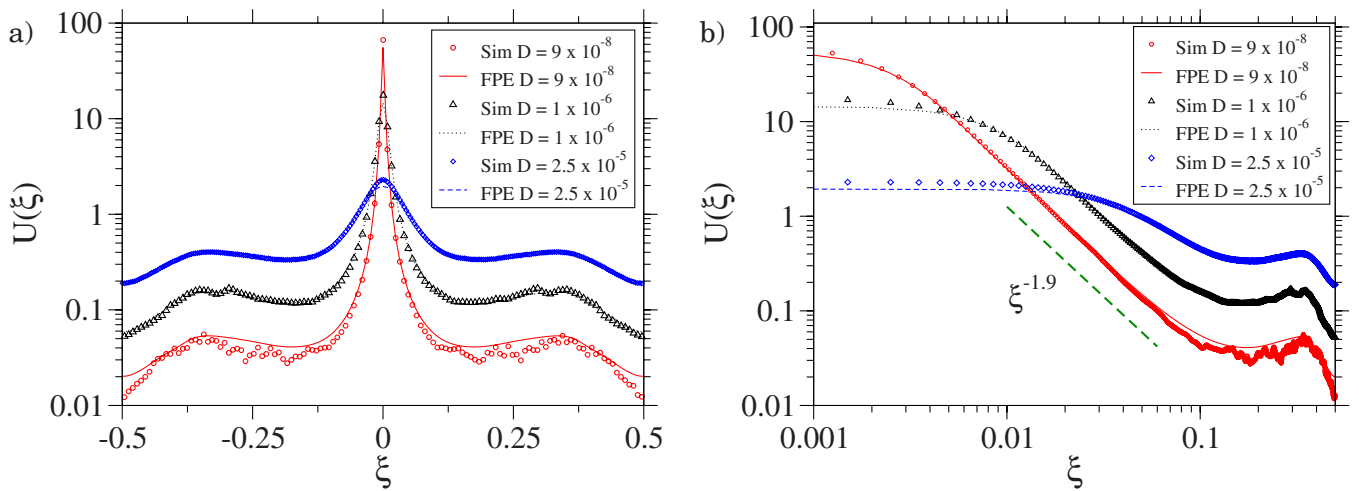 a)
U(ξ)
100
10
1
0.1
0.01
Sim D = 9 x 10⁻⁸
FPE D = 9 x 10⁻⁸
Sim D = 1 x 10⁻⁶
FPE D = 1 x 10⁻⁶
Sim D = 2.5 x 10⁻⁵
FPE D = 2.5 x 10⁻⁵
-0.5 -0.25 0 0.25 0.5
ξ
b)
U(ξ)
100
10
1
0.1
0.01
Sim D = 9 x 10⁻⁸
FPE D = 9 x 10⁻⁸
Sim D = 1 x 10⁻⁶
FPE D = 1 x 10⁻⁶
Sim D = 2.5 x 10⁻⁵
FPE D = 2.5 x 10⁻⁵
ξ⁻¹·⁹
0.001 0.01 0.1
ξ